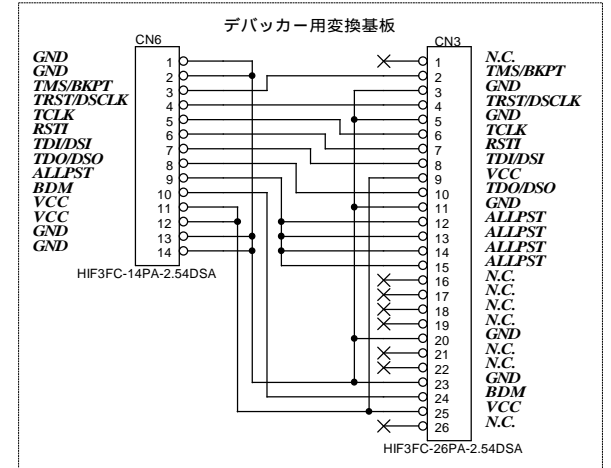 デバッカー用変換基板
CN6
GND 1
GND 2
TMS/BKPT 3
TRST/DSCLK 4
TCLK 5
RSTI 6
TDI/DSI 7
TDO/DSO 8
ALLPST 9
BDM 10
VCC 11
VCC 12
GND 13
GND 14
HIF3FC-14PA-2.54DSA
CN3
1 N.C.
2 TMS/BKPT
3 GND
4 TRST/DSCLK
5 GND
6 TCLK
7 RSTI
8 TDI/DSI
9 VCC
10 TDO/DSO
11 GND
12 ALLPST
13 ALLPST
14 ALLPST
15 ALLPST
16 N.C.
17 N.C.
18 N.C.
19 N.C.
20 GND
21 N.C.
22 N.C.
23 GND
24 BDM
25 VCC
26 N.C.
HIF3FC-26PA-2.54DSA